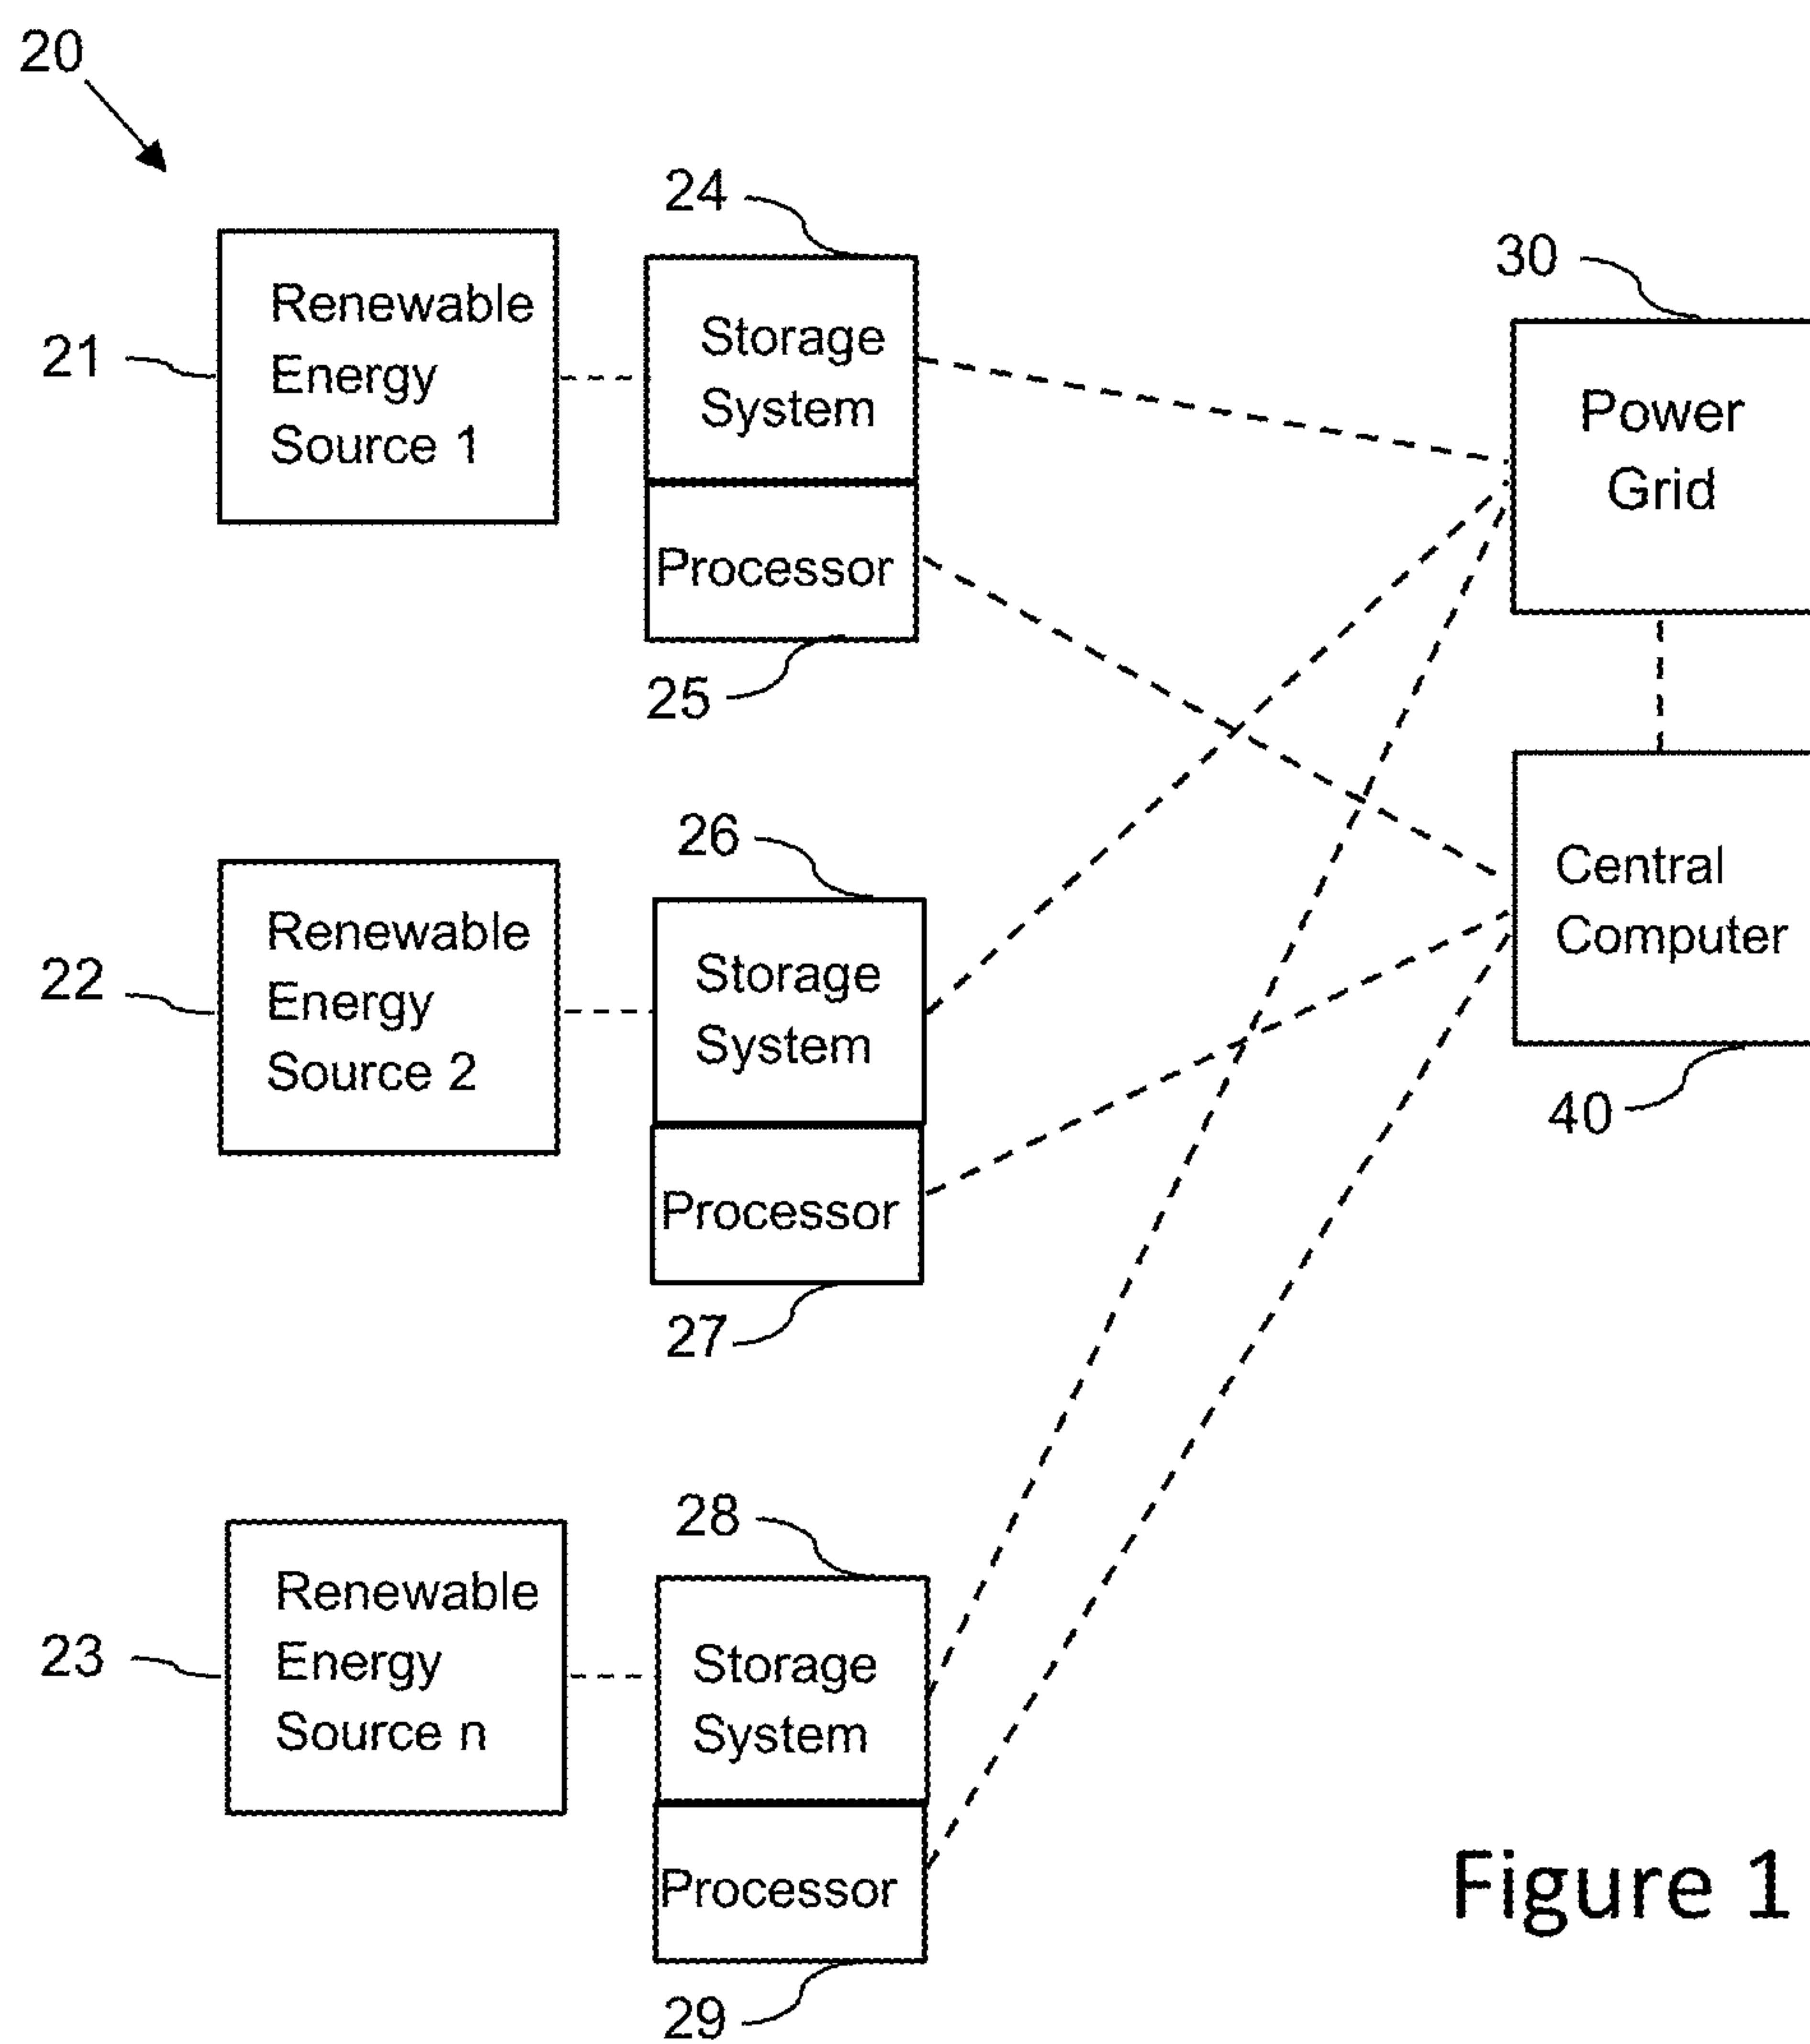 20
24
30
Renewable
Energy
Source 1
21
Storage
System
Power
Grid
Processor
25
26
Central
Computer
Renewable
Energy
Source 2
22
Storage
System
40
Processor
27
28
Renewable
Energy
Source n
23
Storage
System
Processor
29
Figure 1